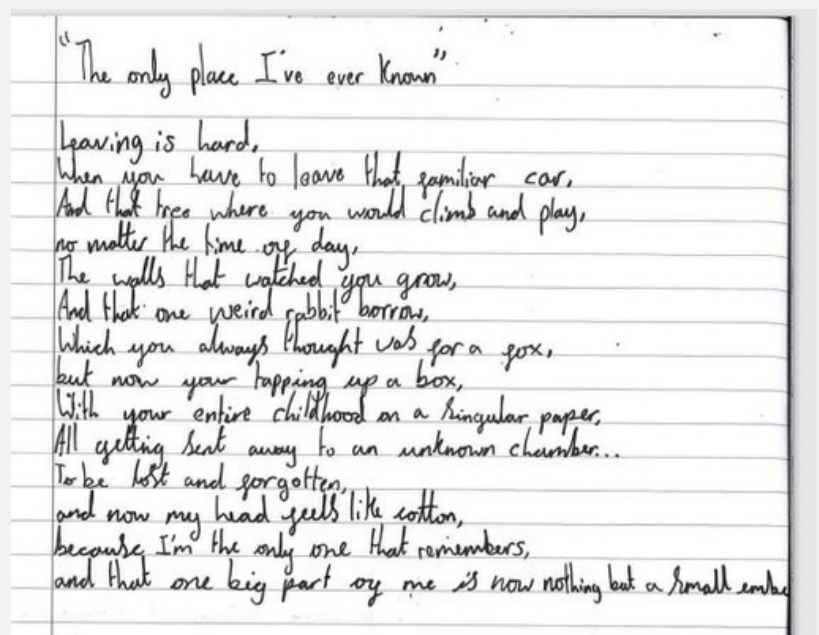 "The only place I've ever known"
Leaving is hard,
When you have to leave that familiar car,
And that tree where you would climb and play,
no matter the time of day,
The walls that watched you grow,
And that one weird rabbit borrow,
Which you always thought was for a fox,
but now your tapping up a box,
With your entire childhood on a singular paper,
All getting sent away to an unknown chamber...
To be lost and forgotten,
and now my head feels like cotton,
because I'm the only one that remembers,
and that one big part of me is now nothing but a small